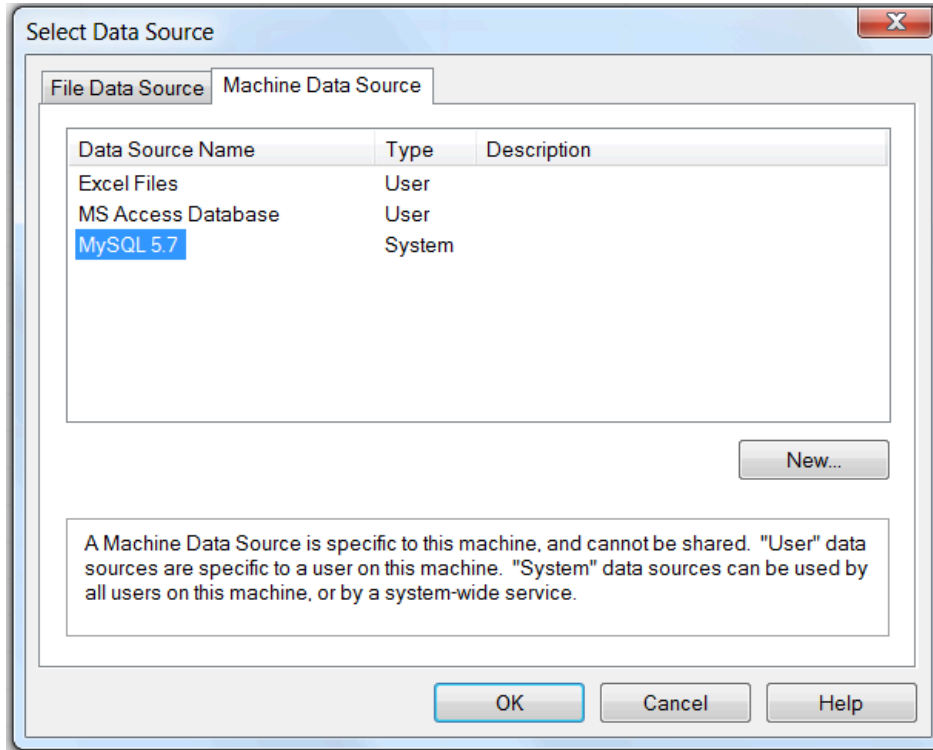 Select Data Source
File Data Source Machine Data Source
Data Source Name Type Description
Excel Files User
MS Access Database User
MySQL 5.7 System
New...
A Machine Data Source is specific to this machine, and cannot be shared. "User" data
sources are specific to a user on this machine. "System" data sources can be used by
all users on this machine, or by a system-wide service.
OK Cancel Help